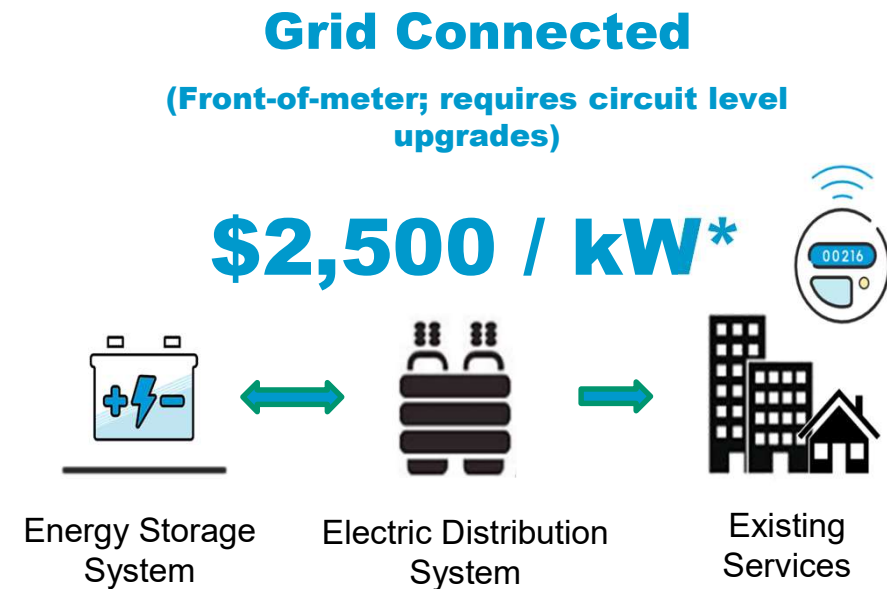 Grid Connected
(Front-of-meter; requires circuit level
upgrades)
$2,500 / kW*
00216
Energy Storage
System
Electric Distribution
System
Existing
Services